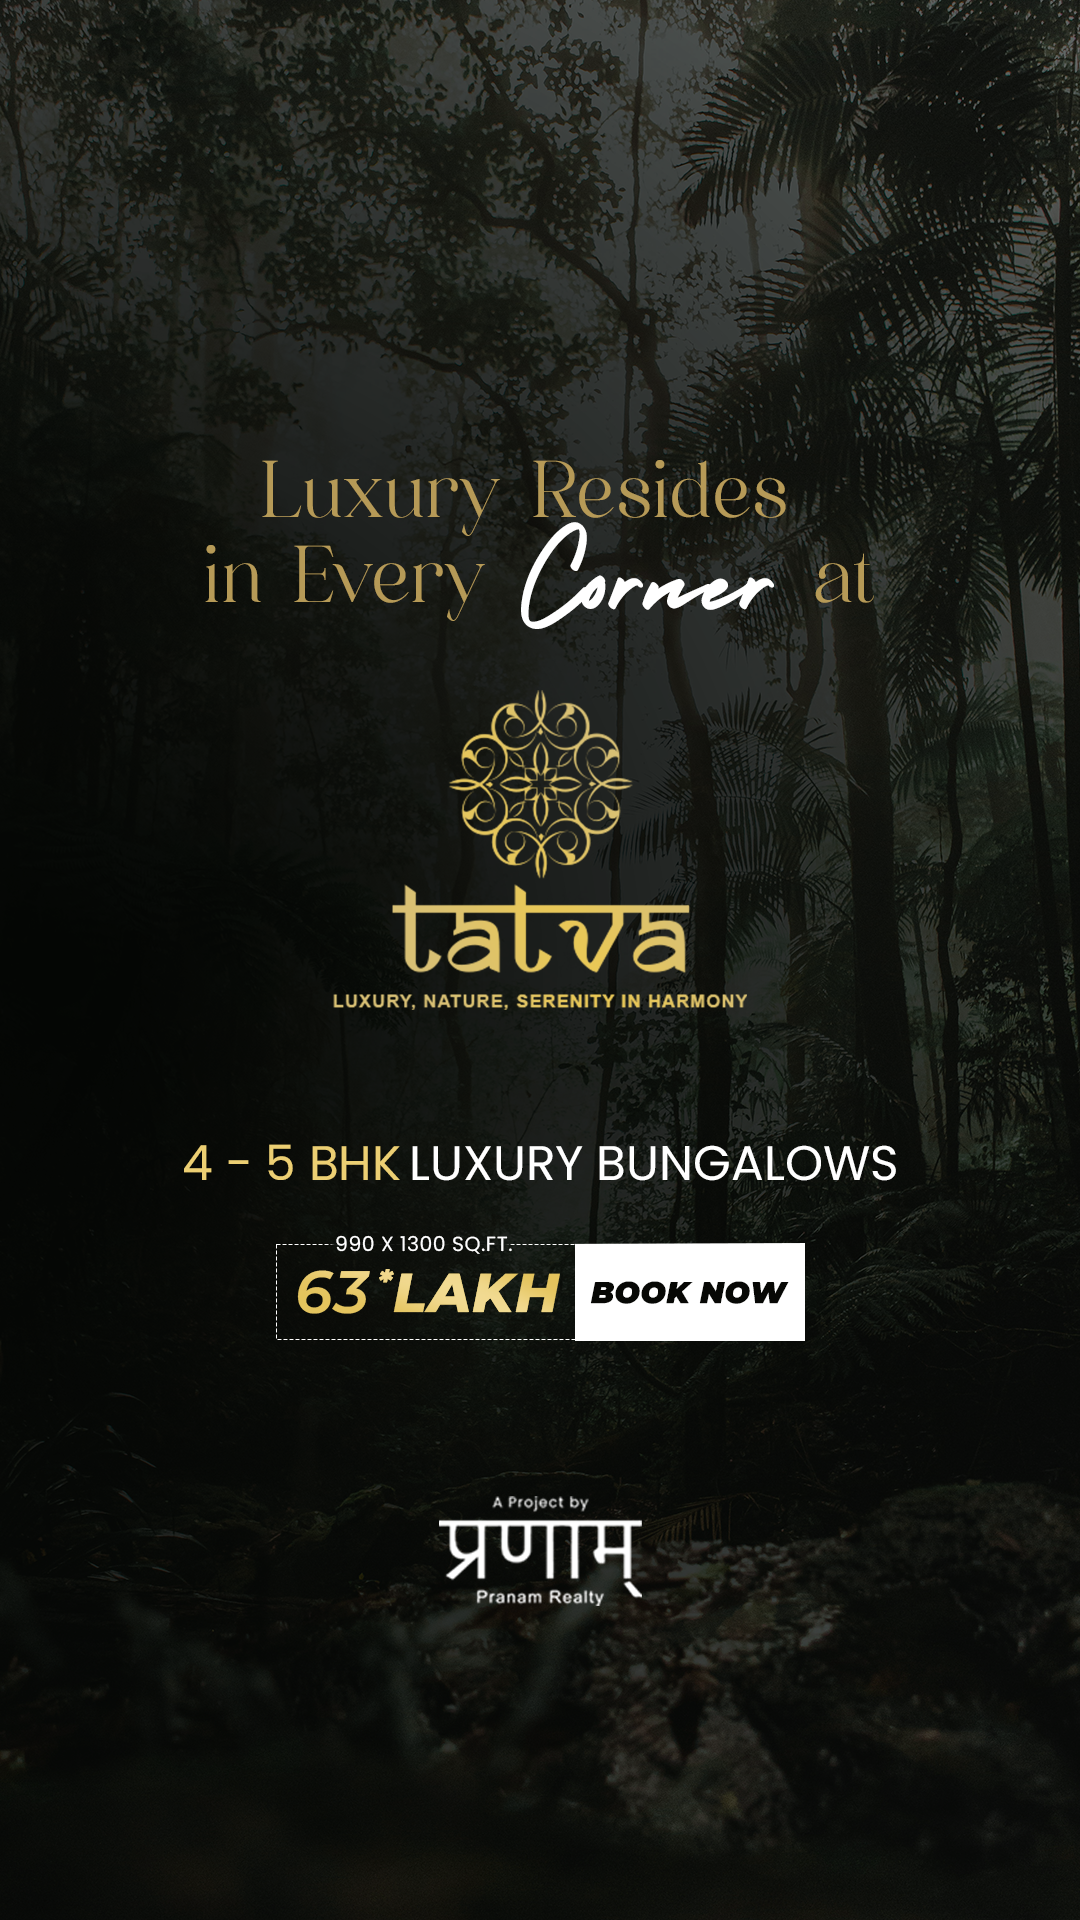 Luxury Resides
in Every Corner at
tatva
LUXURY, NATURE, SERENITY IN HARMONY
4 - 5 BHK LUXURY BUNGALOWS
990 X 1300 SQ.FT.
63*LAKH BOOK NOW
A Project by
प्रणाम्
Pranam Realty